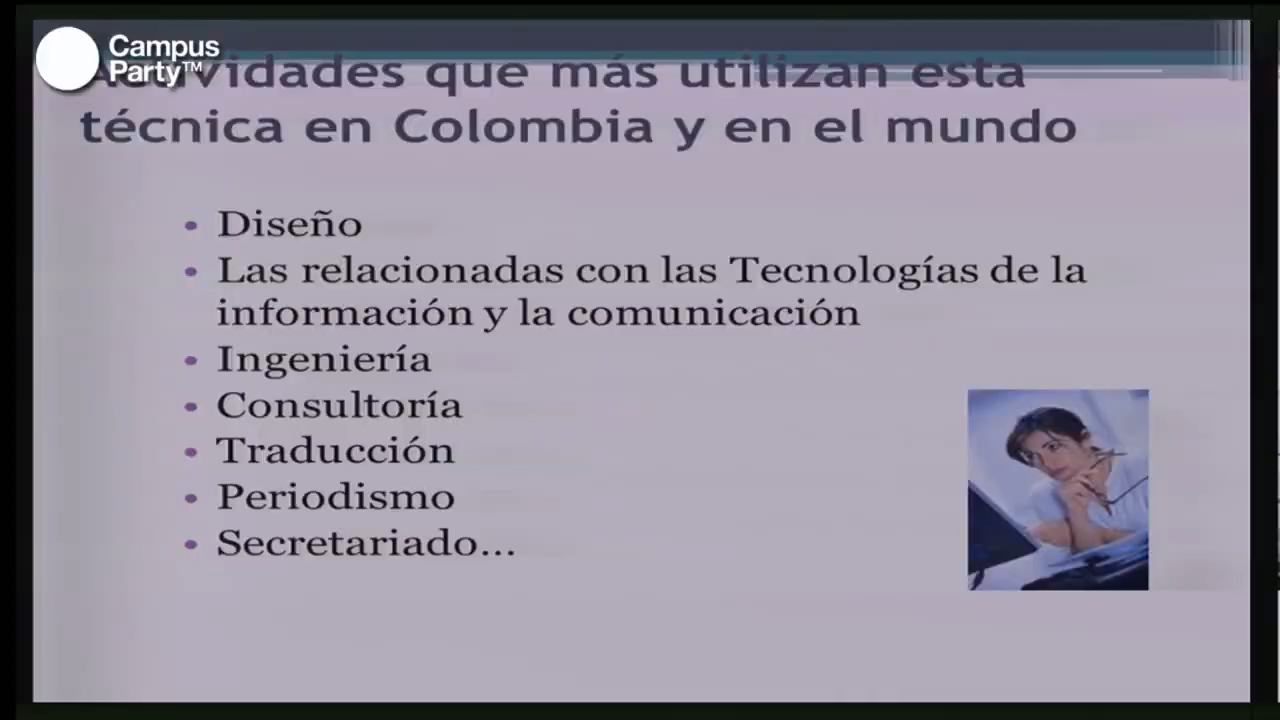 Campus
Party™
Actividades que más utilizan esta
técnica en Colombia y en el mundo
• Diseño
• Las relacionadas con las Tecnologías de la
información y la comunicación
• Ingeniería
• Consultoría
• Traducción
• Periodismo
• Secretariado...